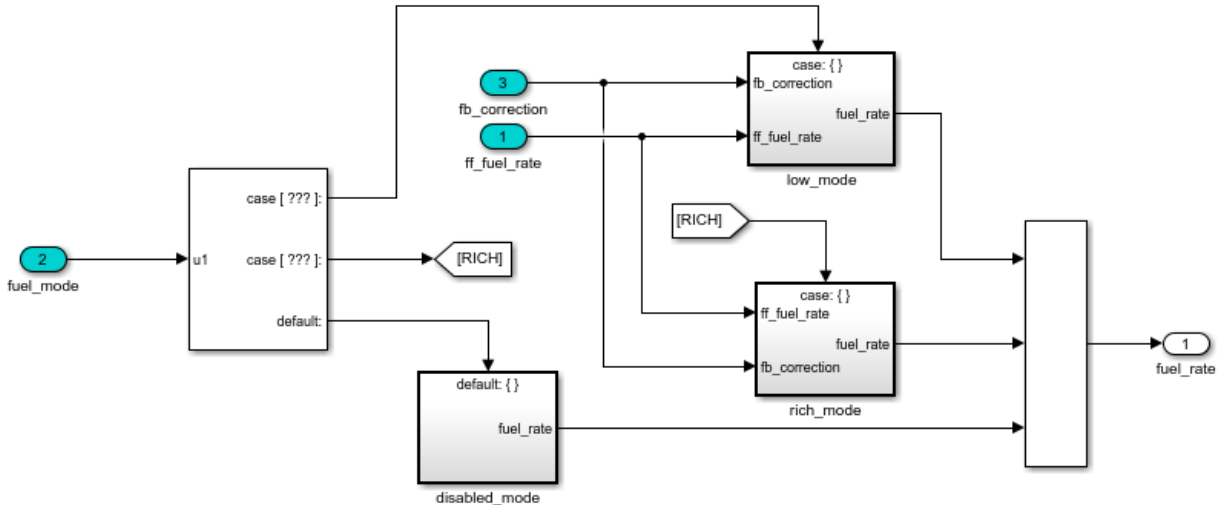 case: { }
3
fb_correction
fb_correction
fuel_rate
1
ff_fuel_rate
ff_fuel_rate
low_mode
case [ ??? ]:
[RICH]
2
fuel_mode
u1
case [ ??? ]:
[RICH]
case: { }
ff_fuel_rate
fuel_rate
fb_correction
rich_mode
default:
1
fuel_rate
default: { }
fuel_rate
disabled_mode